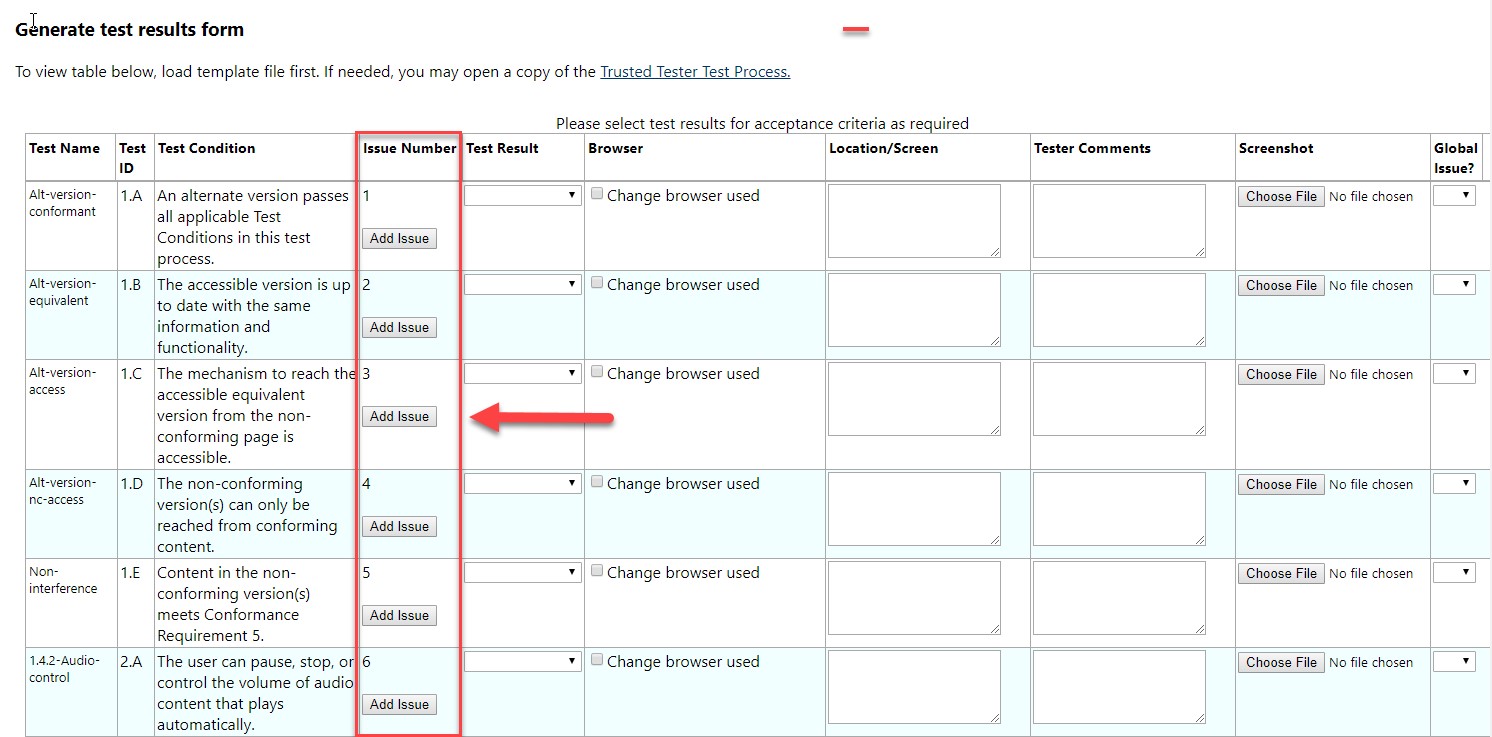 Generate test results form
To view table below, load template file first. If needed, you may open a copy of the Trusted Tester Test Process.
Please select test results for acceptance criteria as required
Test Name Test ID Test Condition Issue Number Test Result Browser Location/Screen Tester Comments Screenshot Global Issue?
Alt-version-
conformant
1.A
An alternate version passes
all applicable Test
Conditions in this test
process.
1
Add Issue
Change browser used
Choose File No file chosen
Alt-version-
equivalent
1.B
The accessible version is up
to date with the same
information and
functionality.
2
Add Issue
Change browser used
Choose File No file chosen
Alt-version-
access
1.C
The mechanism to reach the
accessible equivalent
version from the non-
conforming page is
accessible.
3
Add Issue
Change browser used
Choose File No file chosen
Alt-version-
nc-access
1.D
The non-conforming
version(s) can only be
reached from conforming
content.
4
Add Issue
Change browser used
Choose File No file chosen
Non-
interference
1.E
Content in the non-
conforming version(s)
meets Conformance
Requirement 5.
5
Add Issue
Change browser used
Choose File No file chosen
1.4.2-Audio-
control
2.A
The user can pause, stop, or
control the volume of audio
content that plays
automatically.
6
Add Issue
Change browser used
Choose File No file chosen